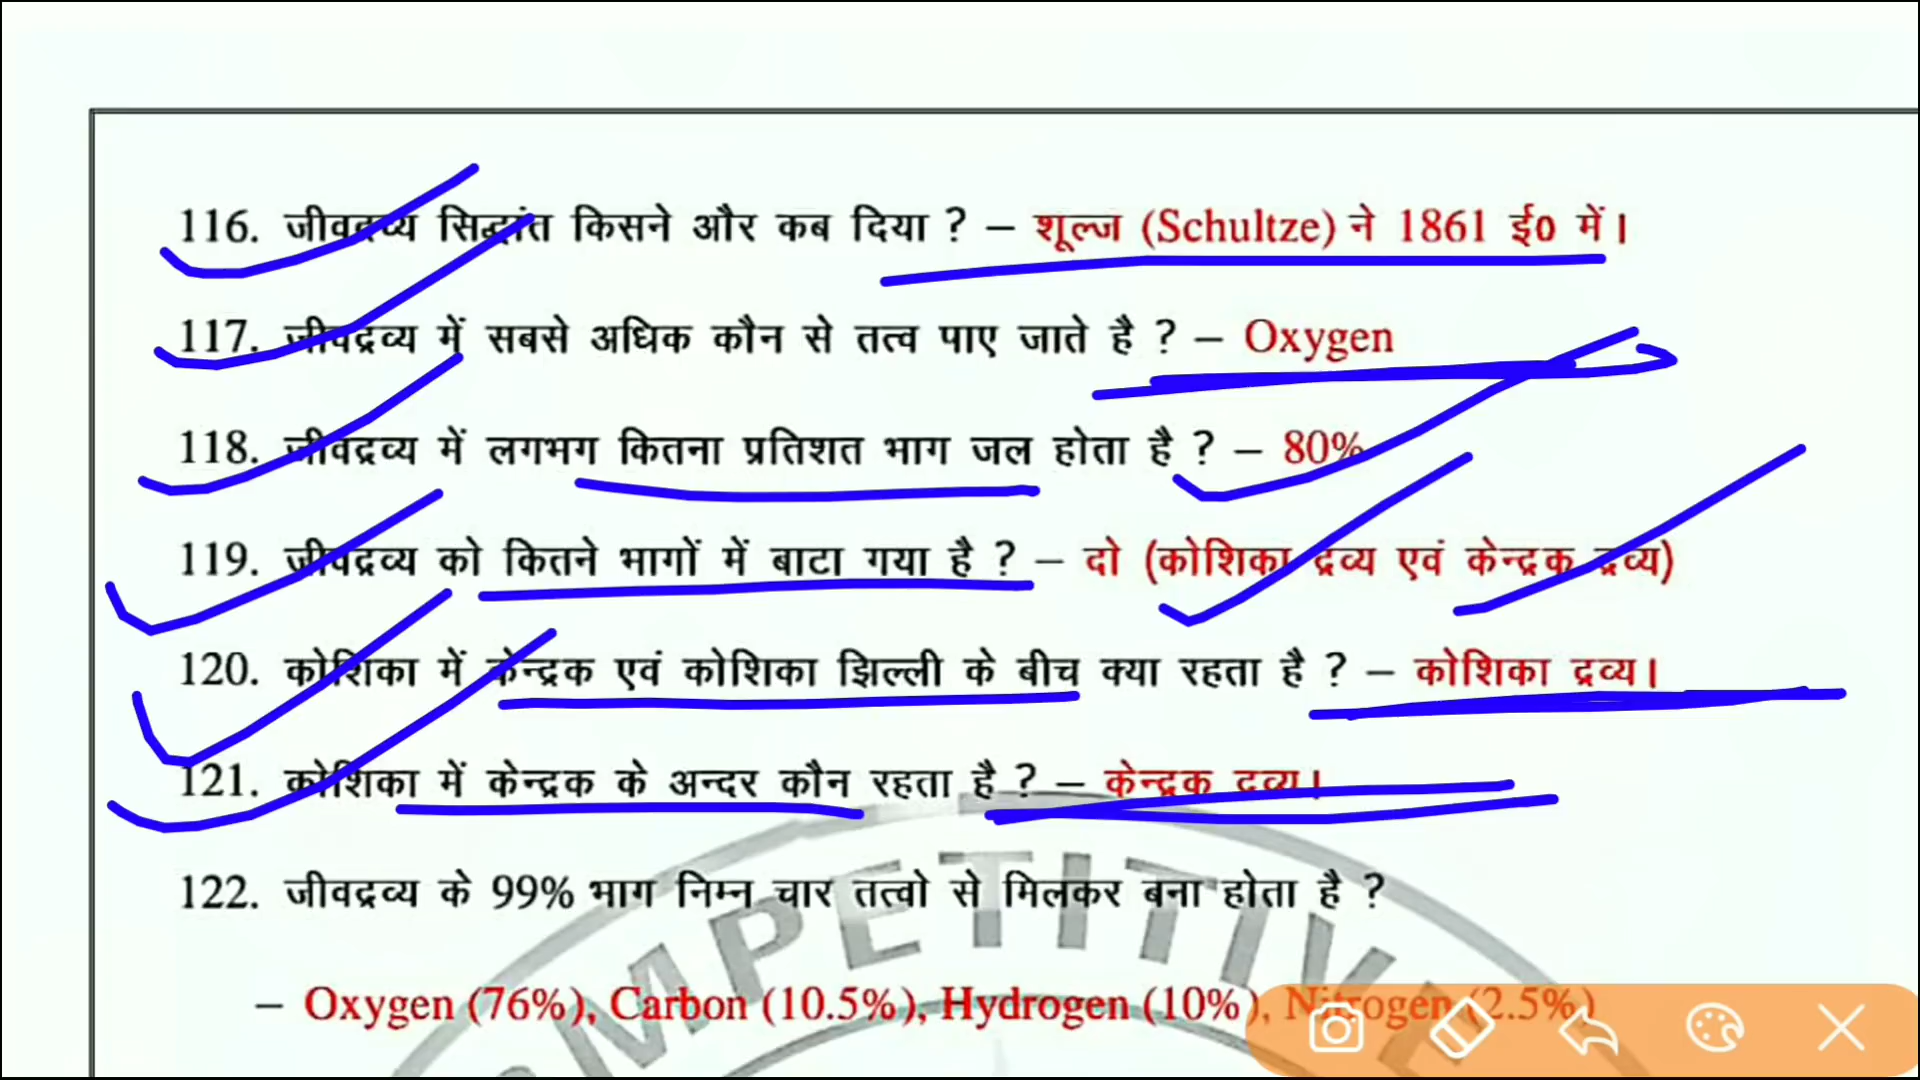 116. जीवद्रव्य सिद्धांत किसने और कब दिया ? – शूल्ज (Schultze) ने 1861 ई0 में।
117. जीवद्रव्य में सबसे अधिक कौन से तत्व पाए जाते है ? – Oxygen
118. जीवद्रव्य में लगभग कितना प्रतिशत भाग जल होता है ? – 80%
119. जीवद्रव्य को कितने भागों में बाटा गया है ? – दो (कोशिका द्रव्य एवं केन्द्रक द्रव्य)
120. कोशिका में केन्द्रक एवं कोशिका झिल्ली के बीच क्या रहता है ? – कोशिका द्रव्य।
121. कोशिका में केन्द्रक के अन्दर कौन रहता है ? – केन्द्रक द्रव्य।
122. जीवद्रव्य के 99% भाग निम्न चार तत्वो से मिलकर बना होता है ?
– Oxygen (76%), Carbon (10.5%), Hydrogen (10%), Nitrogen (2.5%)
MPETITIVE